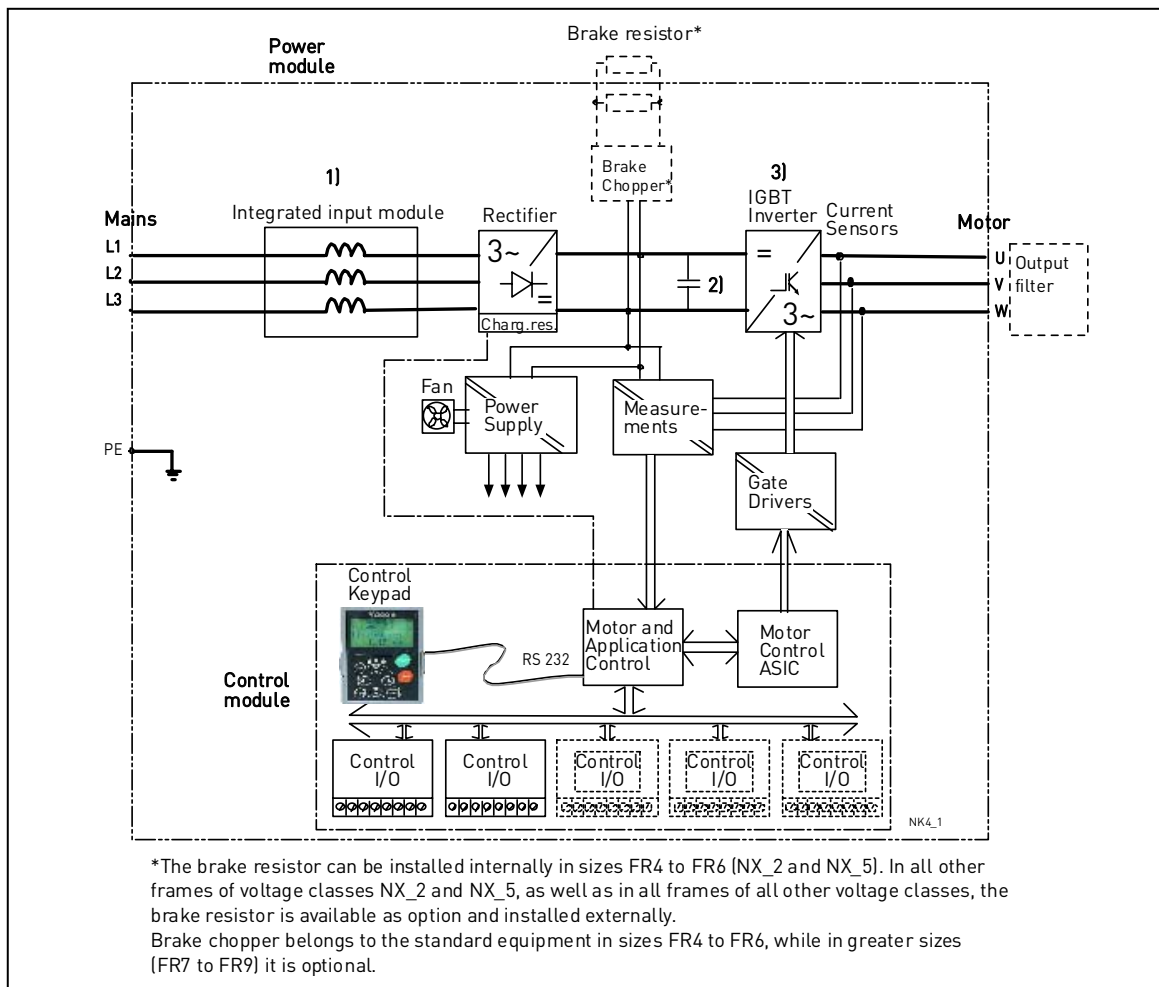 Brake resistor*
Power
module
Brake
Chopper*
1)
3)
Mains
Integrated input module
Rectifier
IGBT
Inverter
Current
Sensors
Motor
L1
3~
=
=
U
Output
filter
L2
2)
V
L3
3~
W
Charg.res.
Fan
Power
Supply
Measure-
ments
PE
Gate
Drivers
Control
Keypad
RS 232
Motor and
Application
Control
Motor
Control
ASIC
Control
module
Control
I/O
Control
I/O
Control
I/O
Control
I/O
Control
I/O
NK4_1
*The brake resistor can be installed internally in sizes FR4 to FR6 (NX_2 and NX_5). In all other
frames of voltage classes NX_2 and NX_5, as well as in all frames of all other voltage classes, the
brake resistor is available as option and installed externally.
Brake chopper belongs to the standard equipment in sizes FR4 to FR6, while in greater sizes
(FR7 to FR9) it is optional.